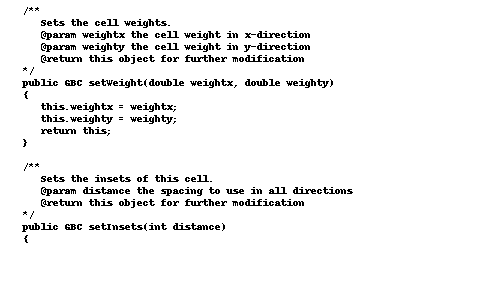 /**
   Sets the cell weights.
   @param weightx the cell weight in x-direction
   @param weighty the cell weight in y-direction
   @return this object for further modification
*/
public GBC setWeight(double weightx, double weighty)
{
   this.weightx = weightx;
   this.weighty = weighty;
   return this;
}
/**
   Sets the insets of this cell.
   @param distance the spacing to use in all directions
   @return this object for further modification
*/
public GBC setInsets(int distance)
{